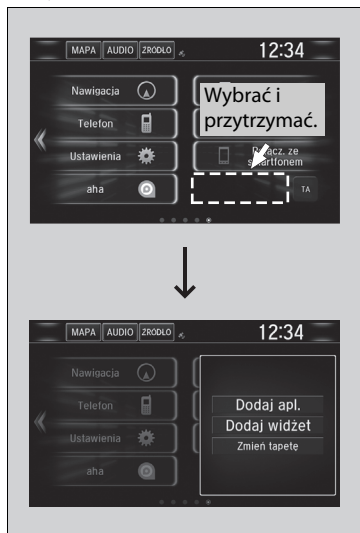 MAPA AUDIO ŹRÓDŁO 12:34
Nawigacja
Wybrać i
przytrzymać.
Telefon
Ustawienia
Połącz. ze
smartfonem
aha
TA
MAPA AUDIO ŹRÓDŁO 12:34
Nawigacja
Telefon
Dodaj apl.
Dodaj widżet
Ustawienia
Zmień tapetę
aha